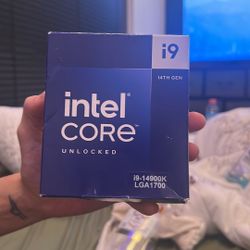 i9
14TH GEN
intel
CORE
UNLOCKED
i9-14900K
LGA1700